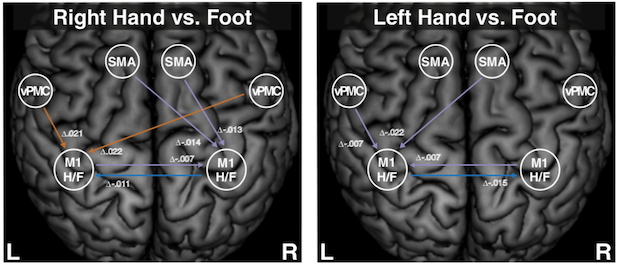 Right Hand vs. Foot
SMA SMA
vPMC vPMC
Δ.021 Δ.022 Δ-.014 Δ-.013
Δ-.007
M1 H/F M1 H/F
Δ-.011
L R
Left Hand vs. Foot
SMA SMA
vPMC vPMC
Δ-.007 Δ-.022
Δ-.007
M1 H/F M1 H/F
Δ-.015
L R